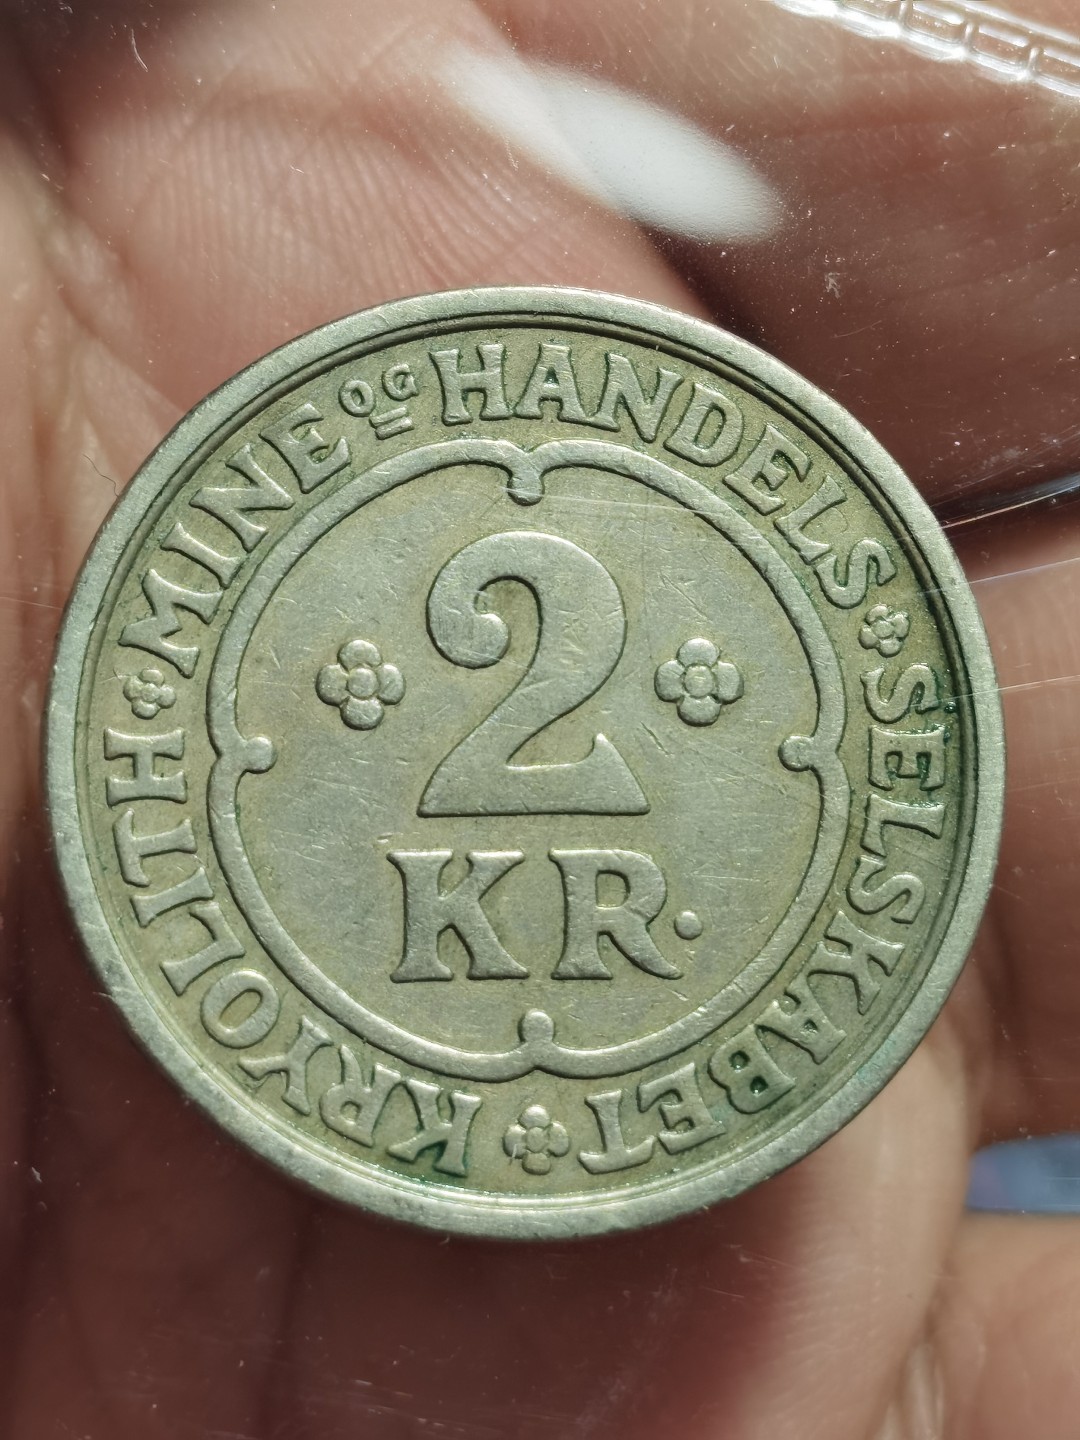 KRYOLITH MINE OG HANDELS SELSKABET
2
KR.